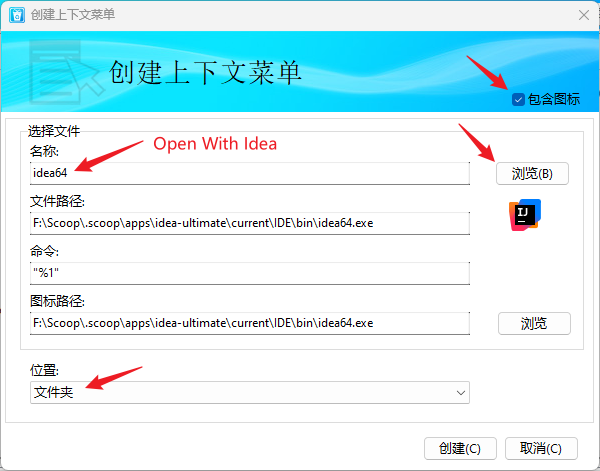 创建上下文菜单
创建上下文菜单
包含图标
选择文件
名称:
Open With Idea
idea64
浏览(B)
文件路径:
IJ
F:\Scoop\.scoop\apps\idea-ultimate\current\IDE\bin\idea64.exe
命令:
"%1"
图标路径:
F:\Scoop\.scoop\apps\idea-ultimate\current\IDE\bin\idea64.exe
浏览
位置:
文件夹
创建(C)
取消(C)